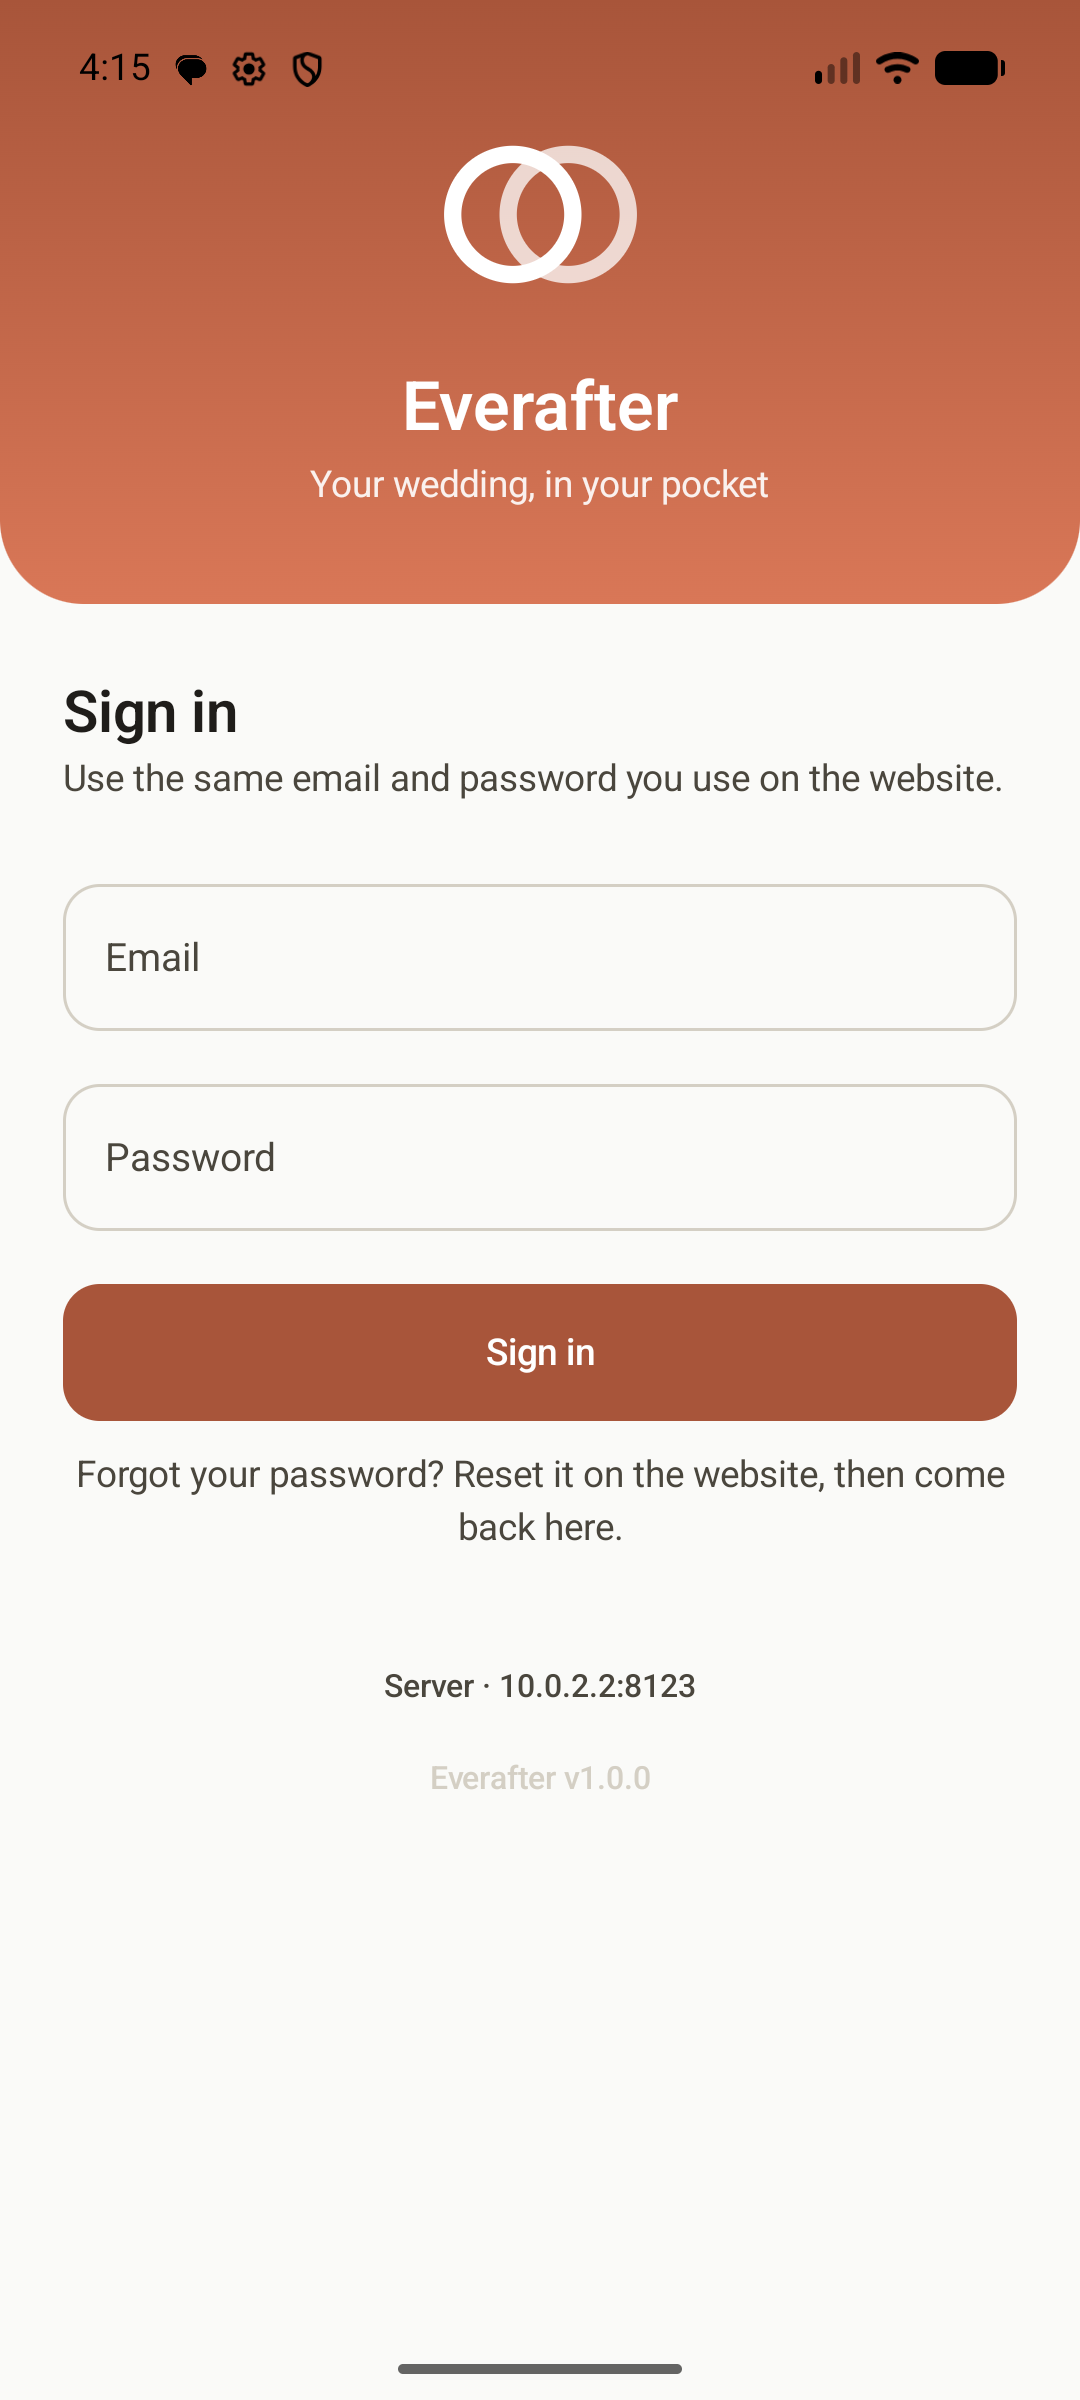 4:15
Everafter
Your wedding, in your pocket
Sign in
Use the same email and password you use on the website.
Email
Password
Sign in
Forgot your password? Reset it on the website, then come
back here.
Server · 10.0.2.2:8123
Everafter v1.0.0